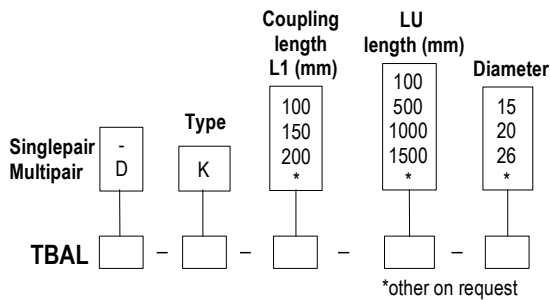 Coupling length L1 (mm)
LU length (mm)
Diameter
Type
Singlepair
Multipair
-
D
K
100
150
200
*
100
500
1000
1500
*
15
20
26
*
TBAL – – – –
*other on request